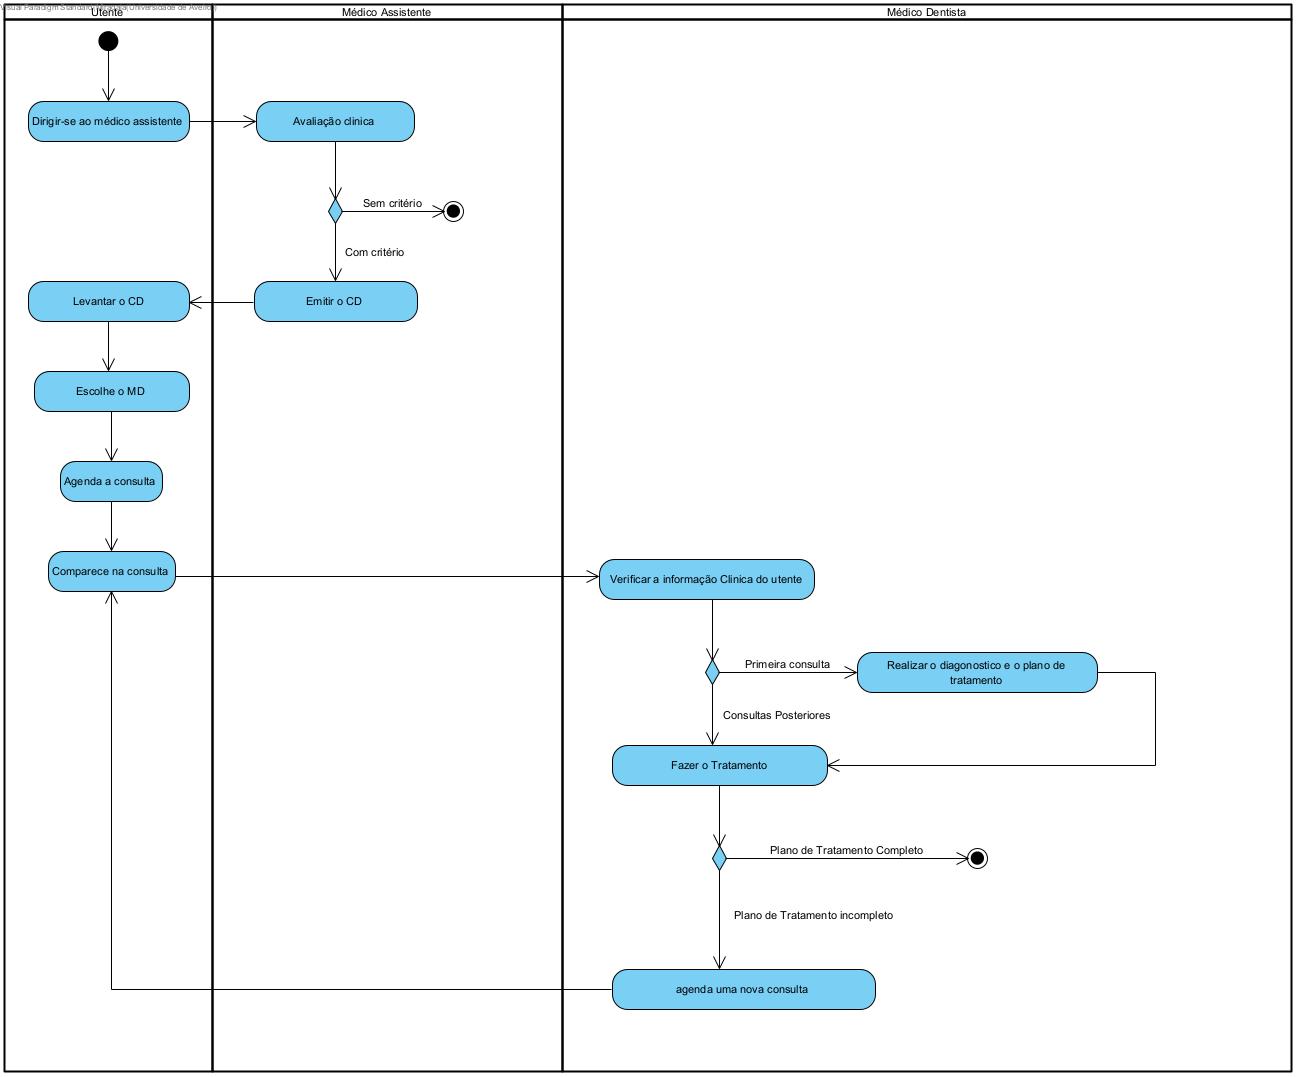 Visual Paradigm Standard(Universidade de Aveiro)
Utente
Médico Assistente
Médico Dentista
Dirigir-se ao médico assistente
Avaliação clinica
Sem critério
Com critério
Levantar o CD
Emitir o CD
Escolhe o MD
Agenda a consulta
Comparece na consulta
Verificar a informação Clinica do utente
Primeira consulta
Realizar o diagonostico e o plano de
tratamento
Consultas Posteriores
Fazer o Tratamento
Plano de Tratamento Completo
Plano de Tratamento incompleto
agenda uma nova consulta